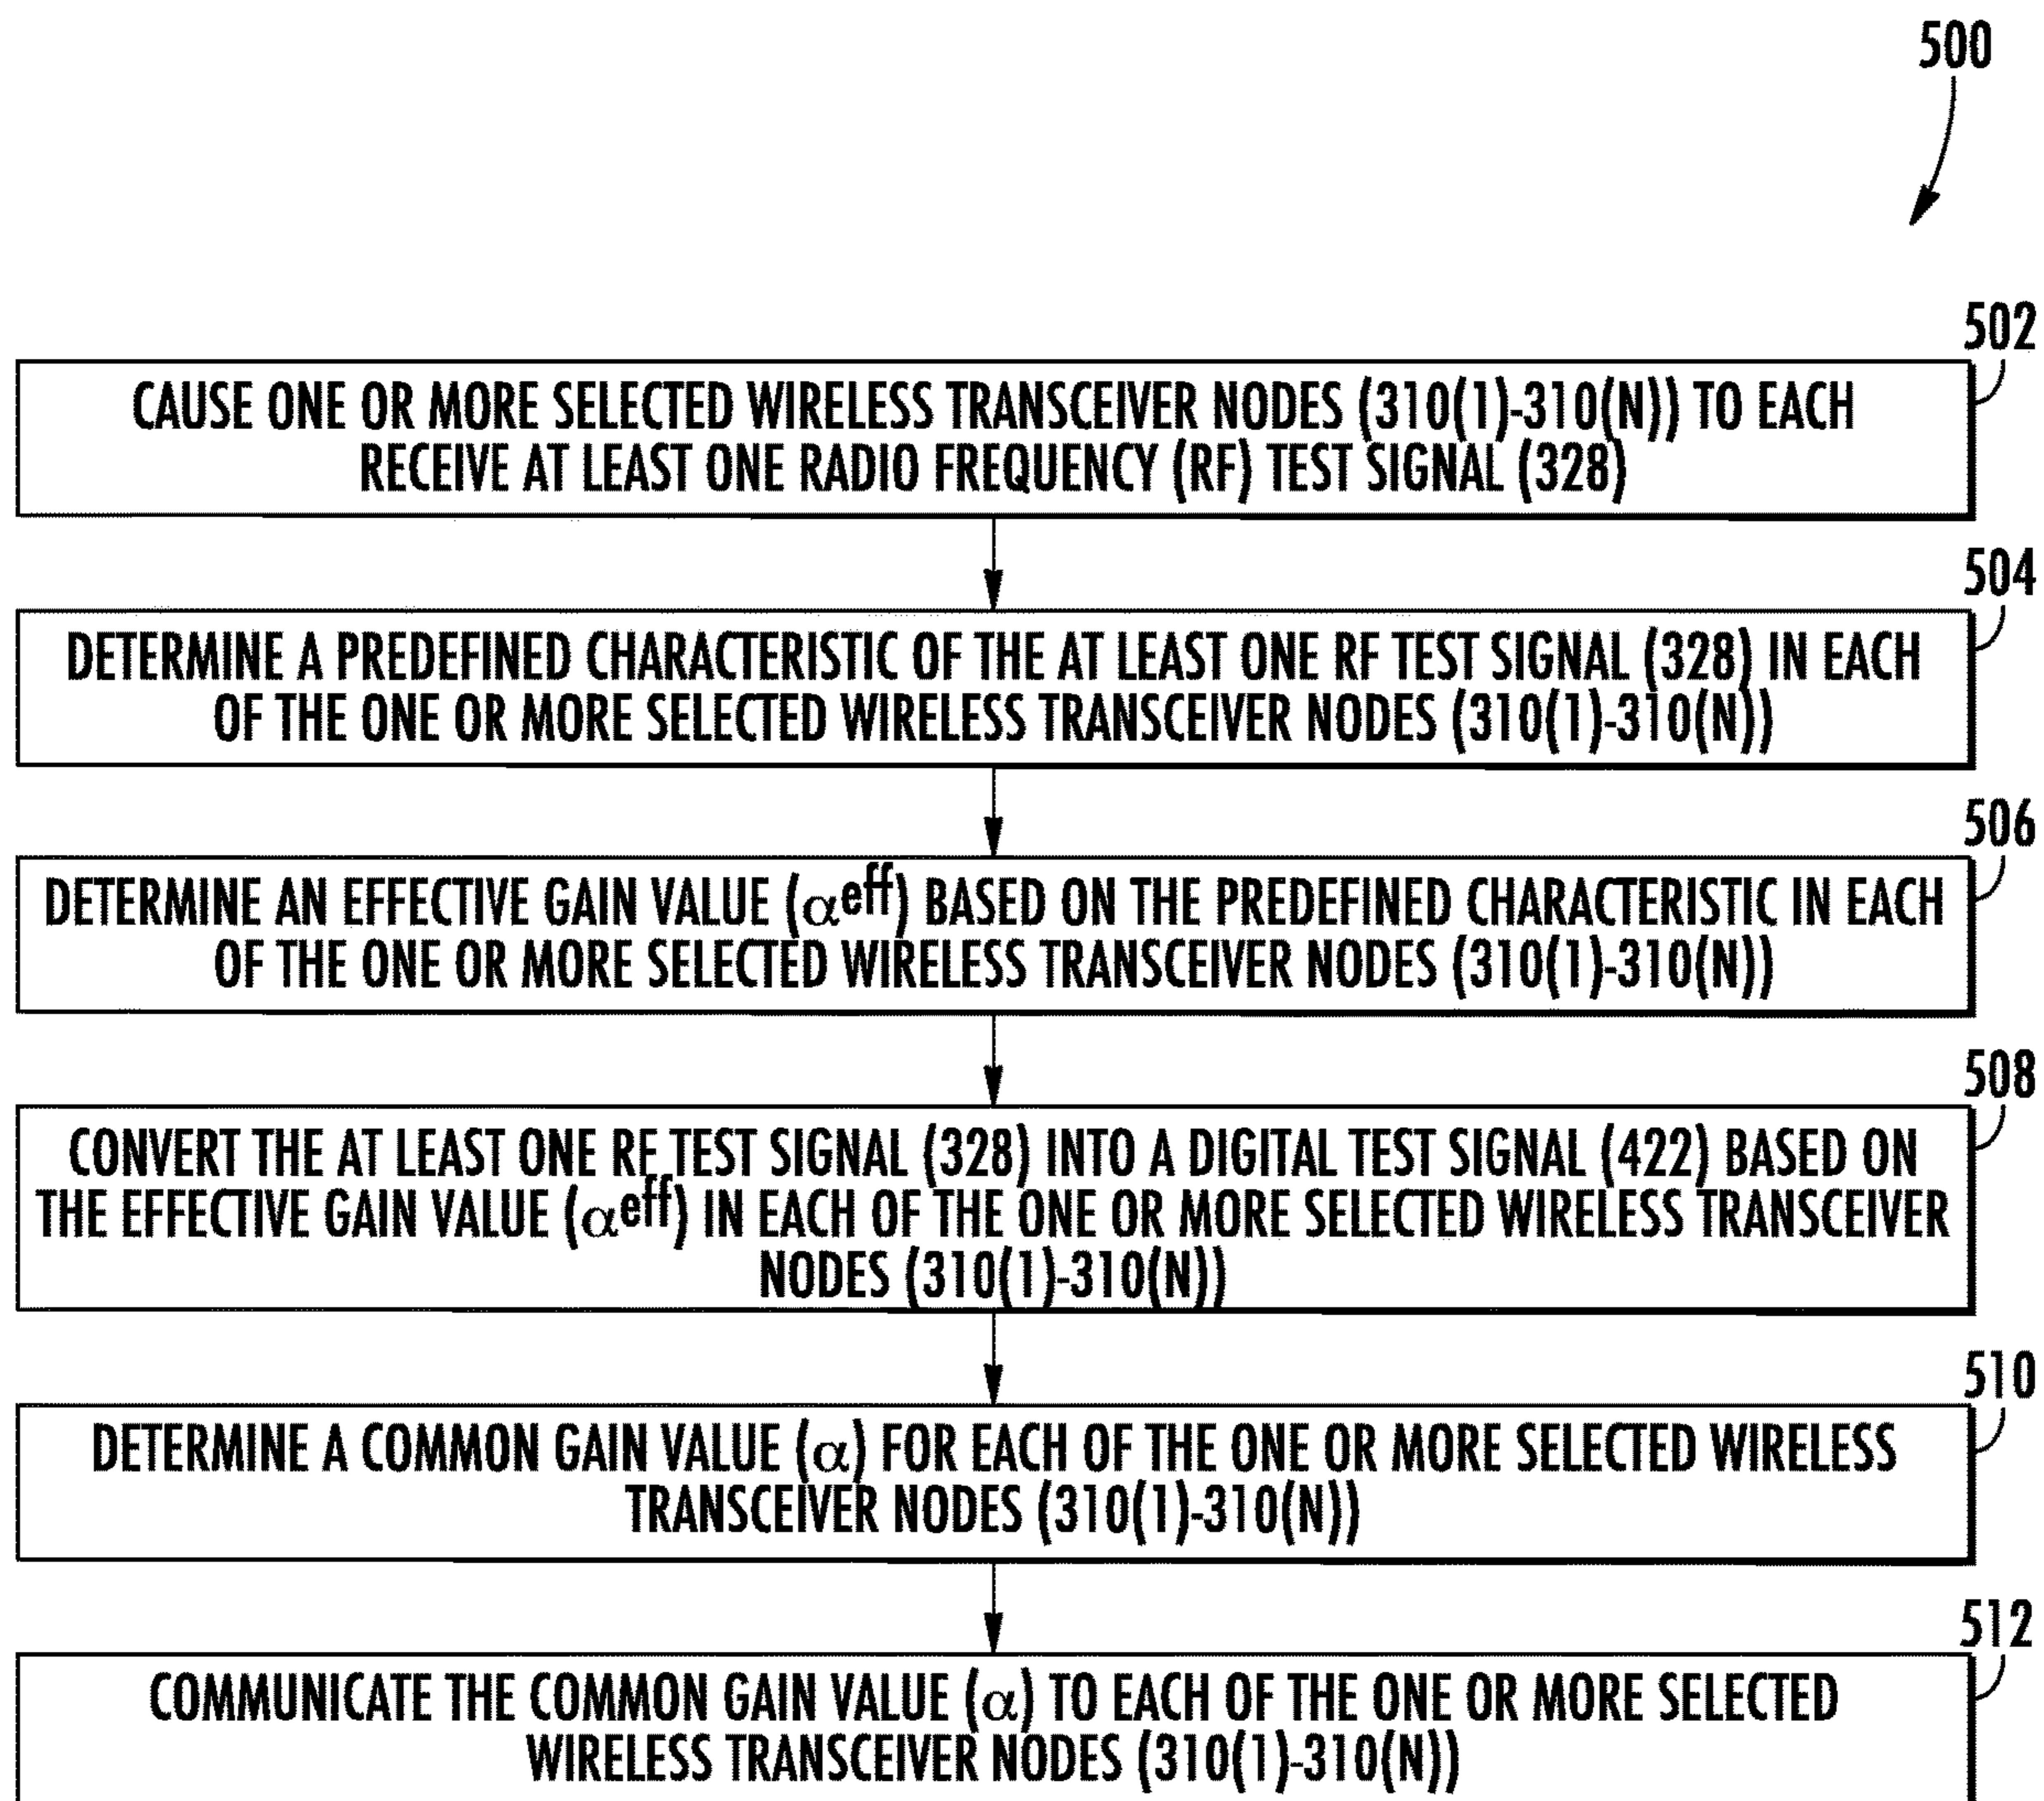 500
502
CAUSE ONE OR MORE SELECTED WIRELESS TRANSCEIVER NODES (310(1)-310(N)) TO EACH
RECEIVE AT LEAST ONE RADIO FREQUENCY (RF) TEST SIGNAL (328)
504
DETERMINE A PREDEFINED CHARACTERISTIC OF THE AT LEAST ONE RF TEST SIGNAL (328) IN EACH
OF THE ONE OR MORE SELECTED WIRELESS TRANSCEIVER NODES (310(1)-310(N))
506
DETERMINE AN EFFECTIVE GAIN VALUE (αeff) BASED ON THE PREDEFINED CHARACTERISTIC IN EACH
OF THE ONE OR MORE SELECTED WIRELESS TRANSCEIVER NODES (310(1)-310(N))
508
CONVERT THE AT LEAST ONE RF TEST SIGNAL (328) INTO A DIGITAL TEST SIGNAL (422) BASED ON
THE EFFECTIVE GAIN VALUE (αeff) IN EACH OF THE ONE OR MORE SELECTED WIRELESS TRANSCEIVER
NODES (310(1)-310(N))
510
DETERMINE A COMMON GAIN VALUE (α) FOR EACH OF THE ONE OR MORE SELECTED WIRELESS
TRANSCEIVER NODES (310(1)-310(N))
512
COMMUNICATE THE COMMON GAIN VALUE (α) TO EACH OF THE ONE OR MORE SELECTED
WIRELESS TRANSCEIVER NODES (310(1)-310(N))